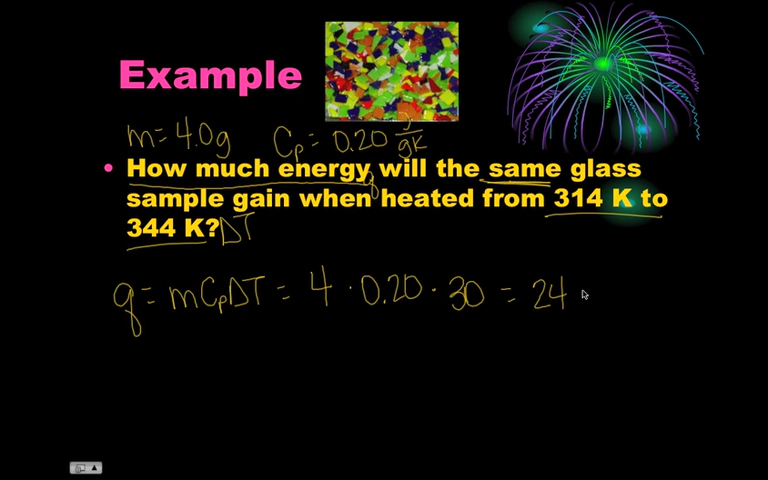 Example
m = 4.0g Cp = 0.20 J/gK
• How much energy will the same glass
sample gain when heated from 314 K to
344 K? ΔT
q
q = mCpΔT = 4 · 0.20 · 30 = 24